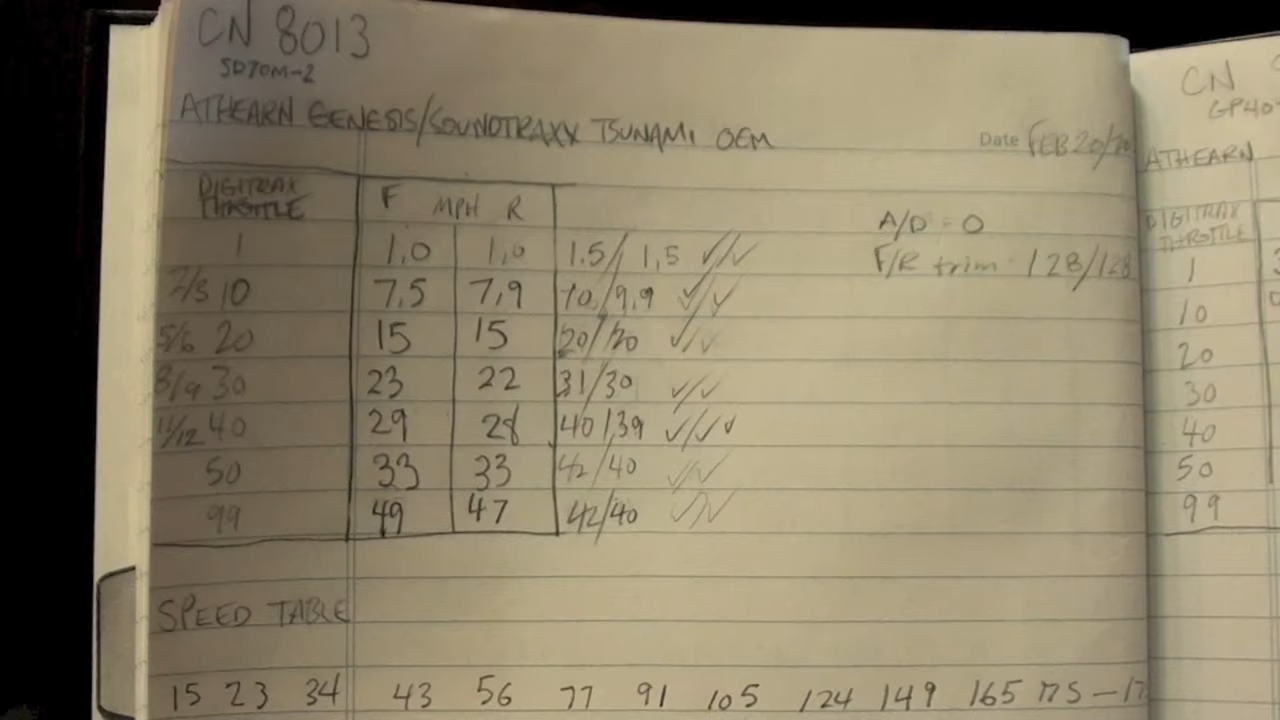 CN 8013
SD70M-2
ATHEARN GENESIS/SOUNDTRAXX TSUNAMI OEM
Date FEB 20/20
DIGITRAX THROTTLE F MPH R
A/D = 0
1 1.0 1.0 1.5/1.5 ✓/✓
F/R trim - 128/128
2/3 10 7.5 7.9 10/9.9 ✓/✓
5/6 20 15 15 20/20 ✓/✓
8/9 30 23 22 31/30 ✓/✓
11/12 40 29 28 40/39 ✓/✓✓
50 33 33 42/40 ✓/✓
99 49 47 42/40 ✓/✓
SPEED TABLE
15 23 34 43 56 77 91 105 124 149 165 175 -
CN
ATHEARN
DIGITRAX
THROTTLE
1
10
20
30
40
50
99